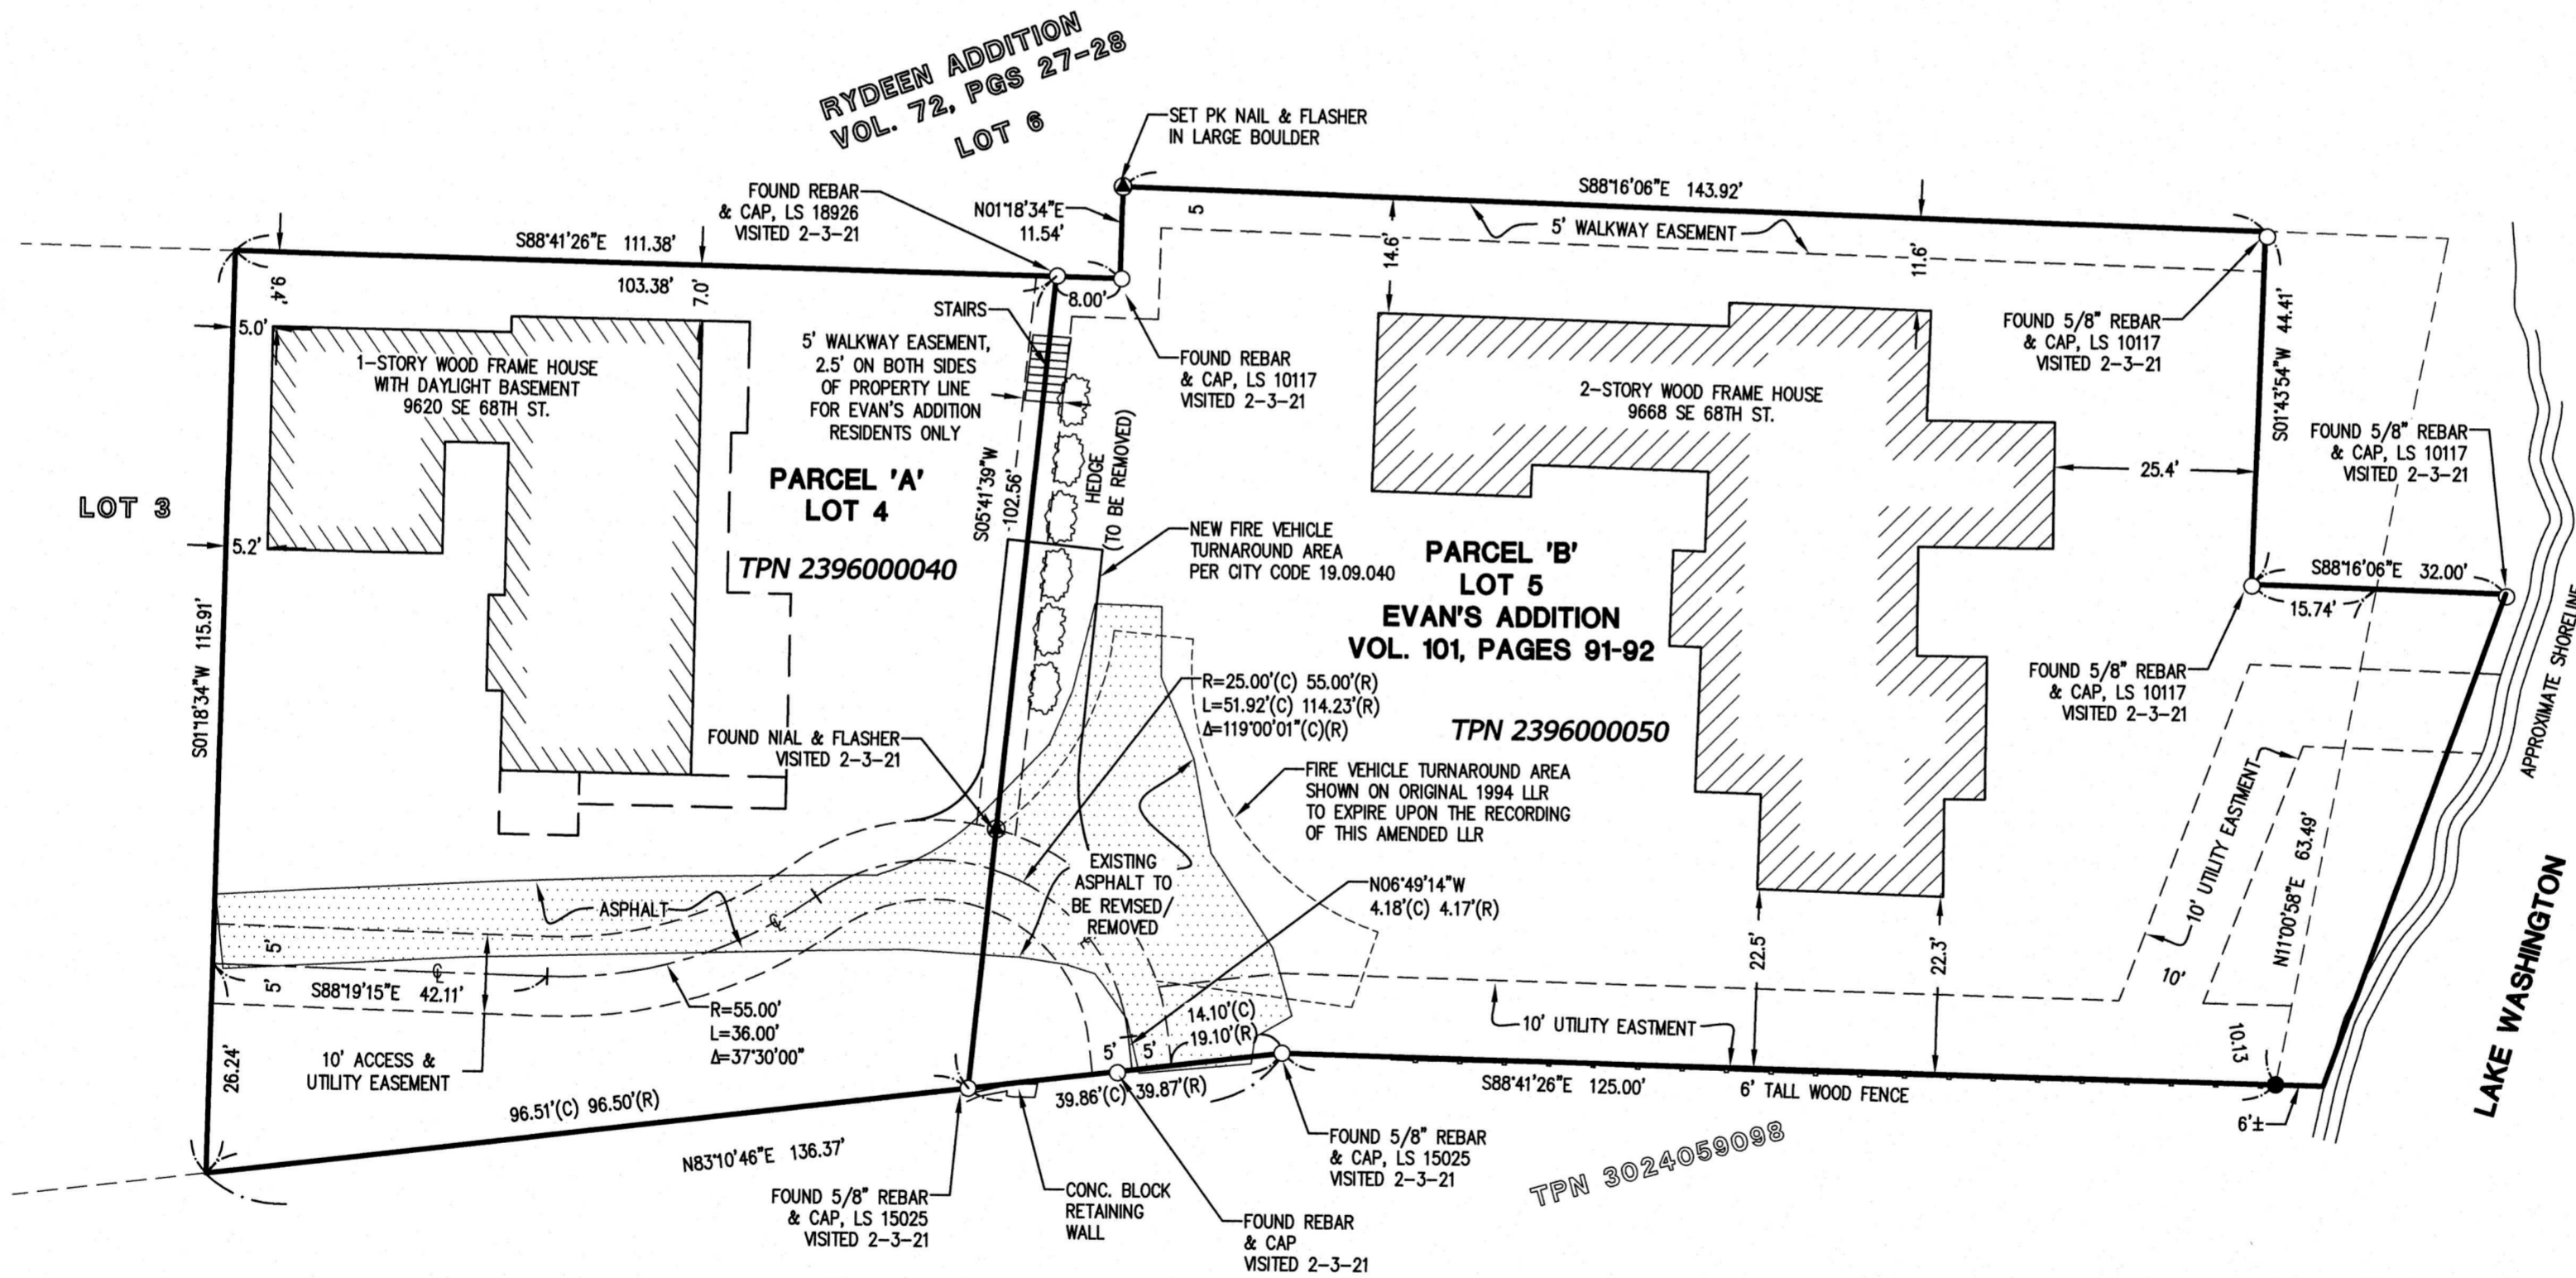 RYDEEN ADDITION
VOL. 72, PGS 27-28
LOT 6
SET PK NAIL & FLASHER
IN LARGE BOULDER
FOUND REBAR
& CAP, LS 18926
VISITED 2-3-21
N01°18'34"E
11.54'
S88°16'06"E 143.92'
5
5' WALKWAY EASEMENT
14.6'
11.6'
S88°41'26"E 111.38'
103.38'
9.4'
7.0'
8.00'
5.0'
STAIRS
5' WALKWAY EASEMENT,
2.5' ON BOTH SIDES
OF PROPERTY LINE
FOR EVAN'S ADDITION
RESIDENTS ONLY
1-STORY WOOD FRAME HOUSE
WITH DAYLIGHT BASEMENT
9620 SE 68TH ST.
FOUND REBAR
& CAP, LS 10117
VISITED 2-3-21
2-STORY WOOD FRAME HOUSE
9668 SE 68TH ST.
FOUND 5/8" REBAR
& CAP, LS 10117
VISITED 2-3-21
S01°43'54"W 44.41'
FOUND 5/8" REBAR
& CAP, LS 10117
VISITED 2-3-21
25.4'
LOT 3
5.2'
PARCEL 'A'
LOT 4
TPN 2396000040
S05°41'39"W
102.56'
HEDGE
(TO BE REMOVED)
NEW FIRE VEHICLE
TURNAROUND AREA
PER CITY CODE 19.09.040
PARCEL 'B'
LOT 5
EVAN'S ADDITION
VOL. 101, PAGES 91-92
TPN 2396000050
S88°16'06"E 32.00'
15.74'
FOUND 5/8" REBAR
& CAP, LS 10117
VISITED 2-3-21
APPROXIMATE SHORELINE
S01°18'34"W 115.91'
R=25.00'(C) 55.00'(R)
L=51.92'(C) 114.23'(R)
Δ=119°00'01"(C)(R)
FOUND NIAL & FLASHER
VISITED 2-3-21
FIRE VEHICLE TURNAROUND AREA
SHOWN ON ORIGINAL 1994 LLR
TO EXPIRE UPON THE RECORDING
OF THIS AMENDED LLR
EXISTING
ASPHALT TO
BE REVISED/
REMOVED
N06°49'14"W
4.18'(C) 4.17'(R)
ASPHALT
5'
5'
S88°19'15"E 42.11'
R=55.00'
L=36.00'
Δ=37°30'00"
10' ACCESS &
UTILITY EASEMENT
26.24'
22.5'
22.3'
10' UTILITY EASTMENT
10'
N11°00'58"E 63.49'
LAKE WASHINGTON
14.10'(C)
19.10'(R)
5'
5'
10' UTILITY EASTMENT
10.13
S88°41'26"E 125.00'
6' TALL WOOD FENCE
6'±
96.51'(C) 96.50'(R)
39.86'(C) 39.87'(R)
N83°10'46"E 136.37'
FOUND 5/8" REBAR
& CAP, LS 15025
VISITED 2-3-21
CONC. BLOCK
RETAINING
WALL
FOUND REBAR
& CAP
VISITED 2-3-21
FOUND 5/8" REBAR
& CAP, LS 15025
VISITED 2-3-21
TPN 3024059098